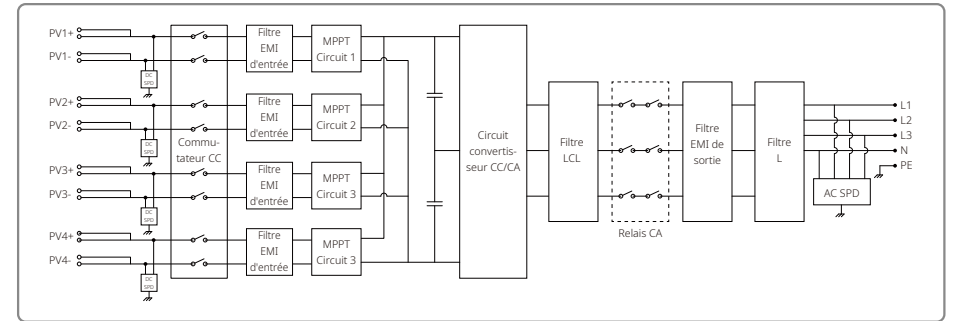 PV1+
PV1-
DC
SPD
Filtre
EMI
d'entrée
MPPT
Circuit 1
PV2+
PV2-
DC
SPD
Filtre
EMI
d'entrée
MPPT
Circuit 2
Commu-
tateur CC
PV3+
PV3-
DC
SPD
Filtre
EMI
d'entrée
MPPT
Circuit 3
PV4+
PV4-
DC
SPD
Filtre
EMI
d'entrée
MPPT
Circuit 3
Circuit
convertis-
seur CC/CA
Filtre
LCL
Relais CA
Filtre
EMI de
sortie
Filtre
L
L1
L2
L3
N
PE
AC SPD